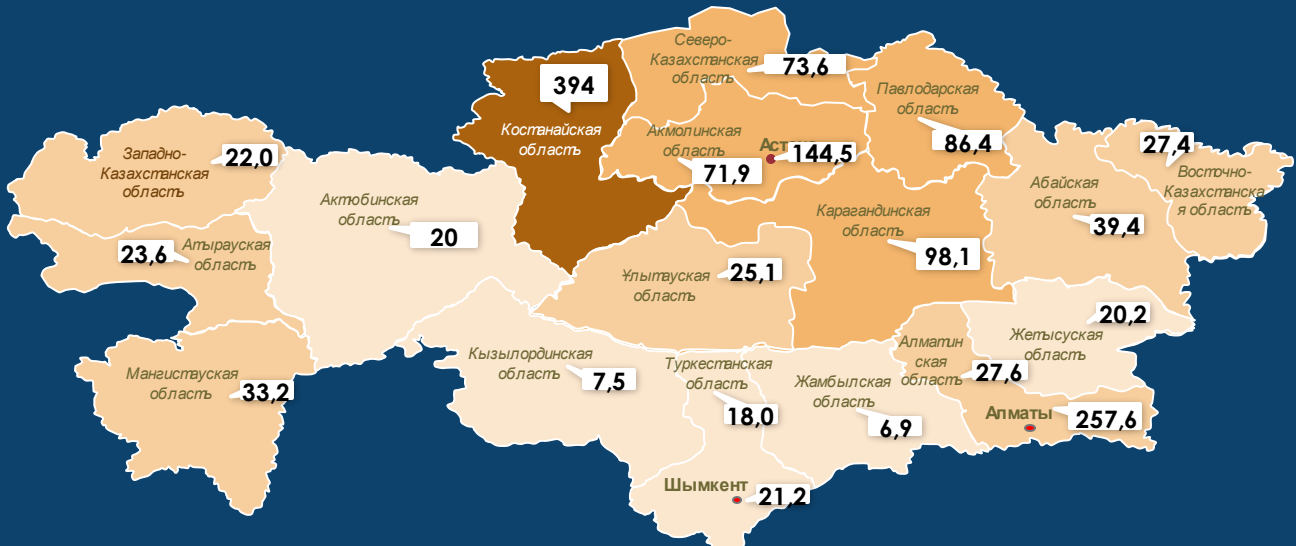 Северо-
Казахстанская
область
73,6
394
Костанайская
область
Павлодарская
область
86,4
Акмолинская
область
71,9
144,5
Западно-
Казахстанская
область
22,0
27,4
Восточно-
Казахстанска
я область
Абайская
область
39,4
Актюбинская
область
20
Карагандинская
область
98,1
23,6
Атырауская
область
Ұлытауская
область
25,1
20,2
Жетысуская
область
Алматин
ская
область
27,6
Кызылординская
область
7,5
Туркестанская
область
18,0
Жамбылская
область
6,9
Мангистауская
область
33,2
Алматы
257,6
Шымкент
21,2